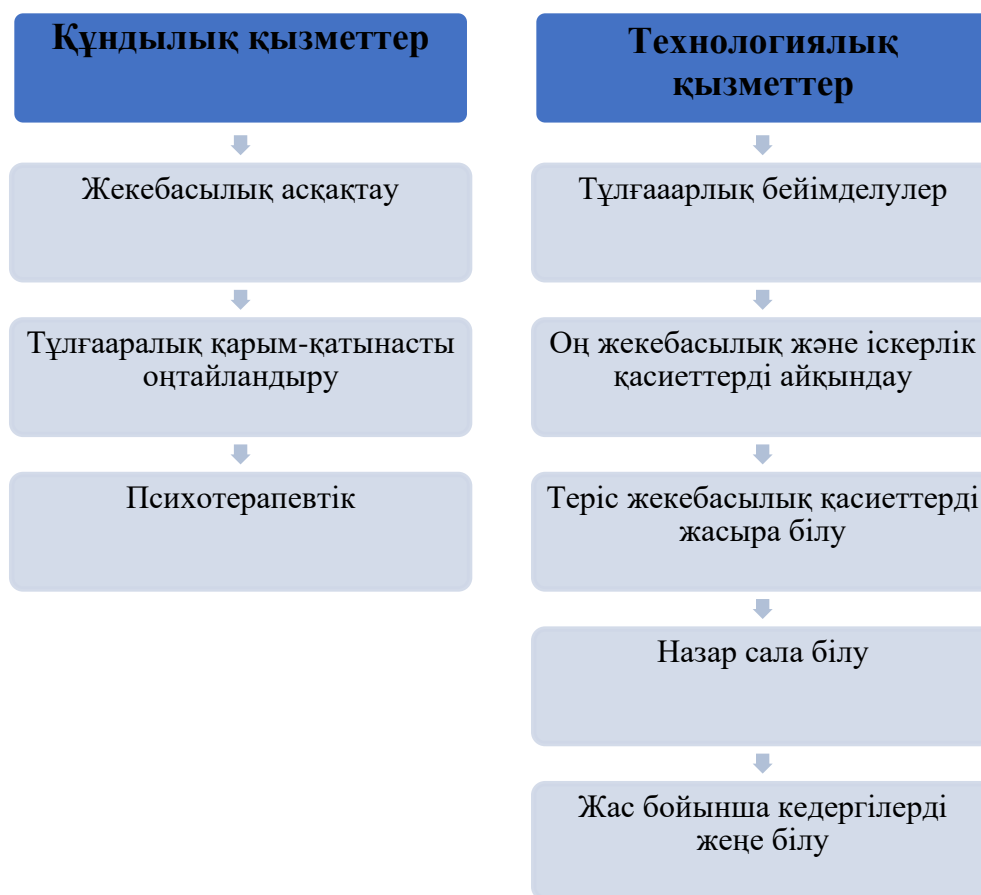 Құндылық қызметтер
Жекебасылық асқақтау
Тұлғааралық қарым-қатынасты
оңтайландыру
Психотерапевтік
Технологиялық
қызметтер
Тұлғааарлық бейімделулер
Оң жекебасылық және іскерлік
қасиеттерді айқындау
Теріс жекебасылық қасиеттерді
жасыра білу
Назар сала білу
Жас бойынша кедергілерді
жеңе білу